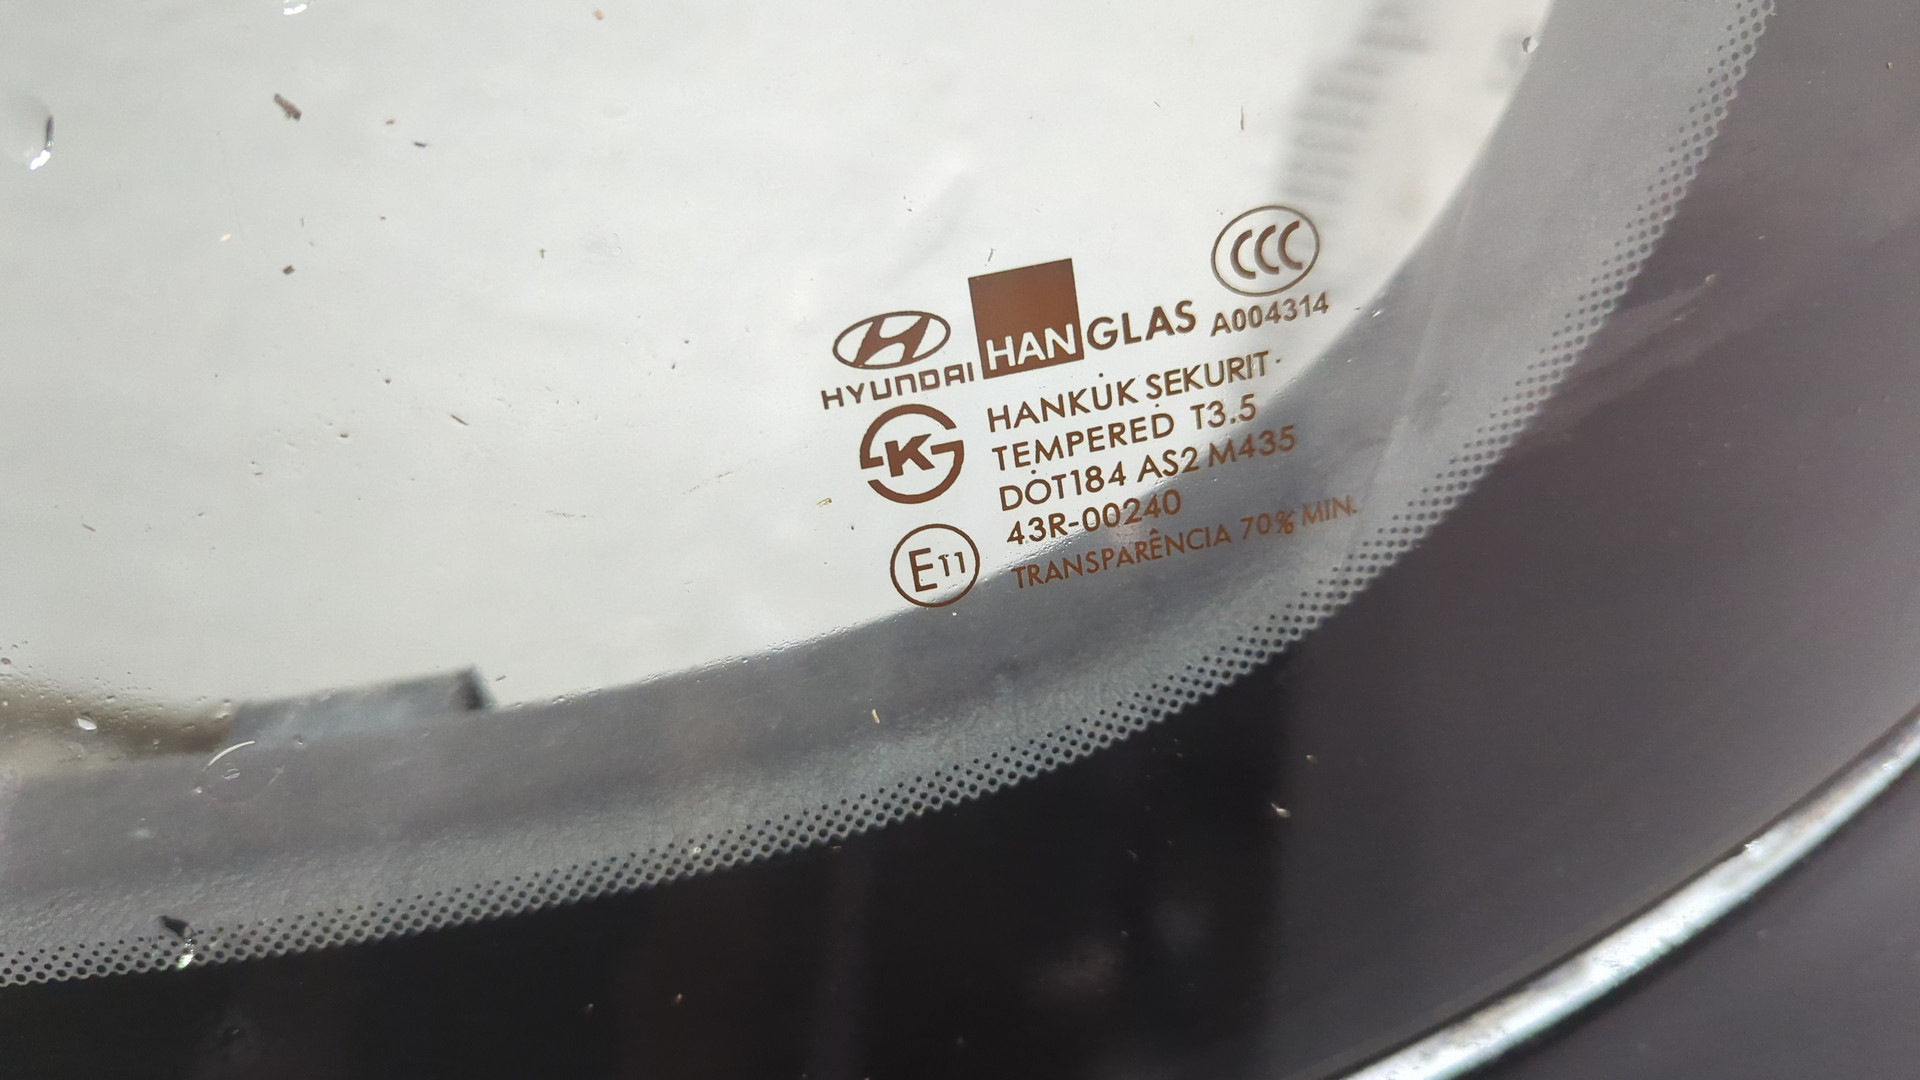 HYUNDAI
HANGLAS
CCC
A004314
HANKUK SEKURIT
TEMPERED T3.5
K
DOT184 AS2 M435
43R-00240
E11
TRANSPARÊNCIA 70% MIN.